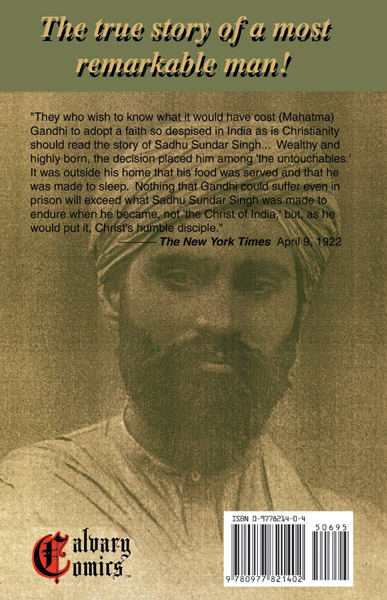 The true story of a most
remarkable man!
"They who wish to know what it would have cost (Mahatma)
Gandhi to adopt a faith so despised in India as is Christianity
should read the story of Sadhu Sundar Singh... Wealthy and
highly born, the decision placed him among 'the untouchables.'
It was outside his home that his food was served and that he
was made to sleep. Nothing that Gandhi could suffer even in
prison will exceed what Sadhu Sundar Singh was made to
endure when he became, not 'the Christ of India,' but, as
he would put it, Christ's humble disciple."
The New York Times April 9, 1922
ISBN 0-9778214-0-4
50695
9 780977 821402
Calvary
Comics™